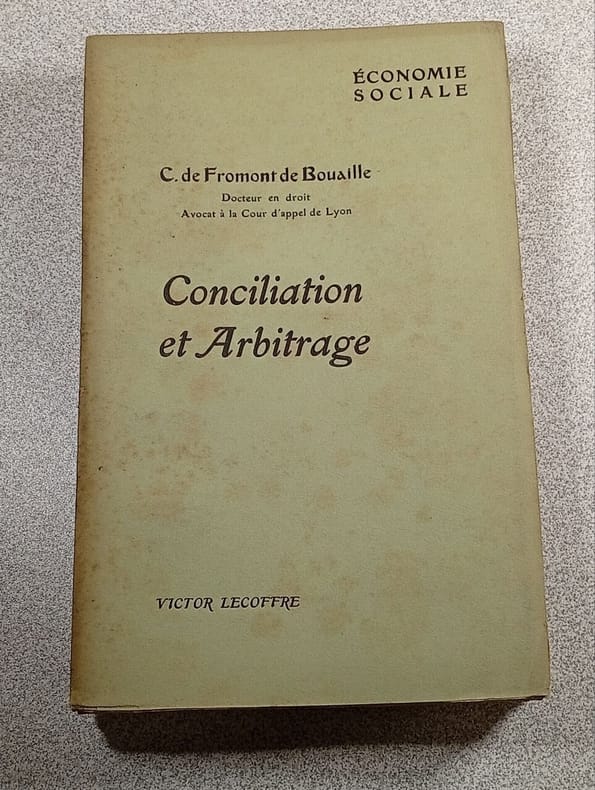 ÉCONOMIE
SOCIALE
C. de Fromont de Bouaille
Docteur en droit
Avocat à la Cour d'appel de Lyon
Conciliation
et Arbitrage
VICTOR LECOFFRE